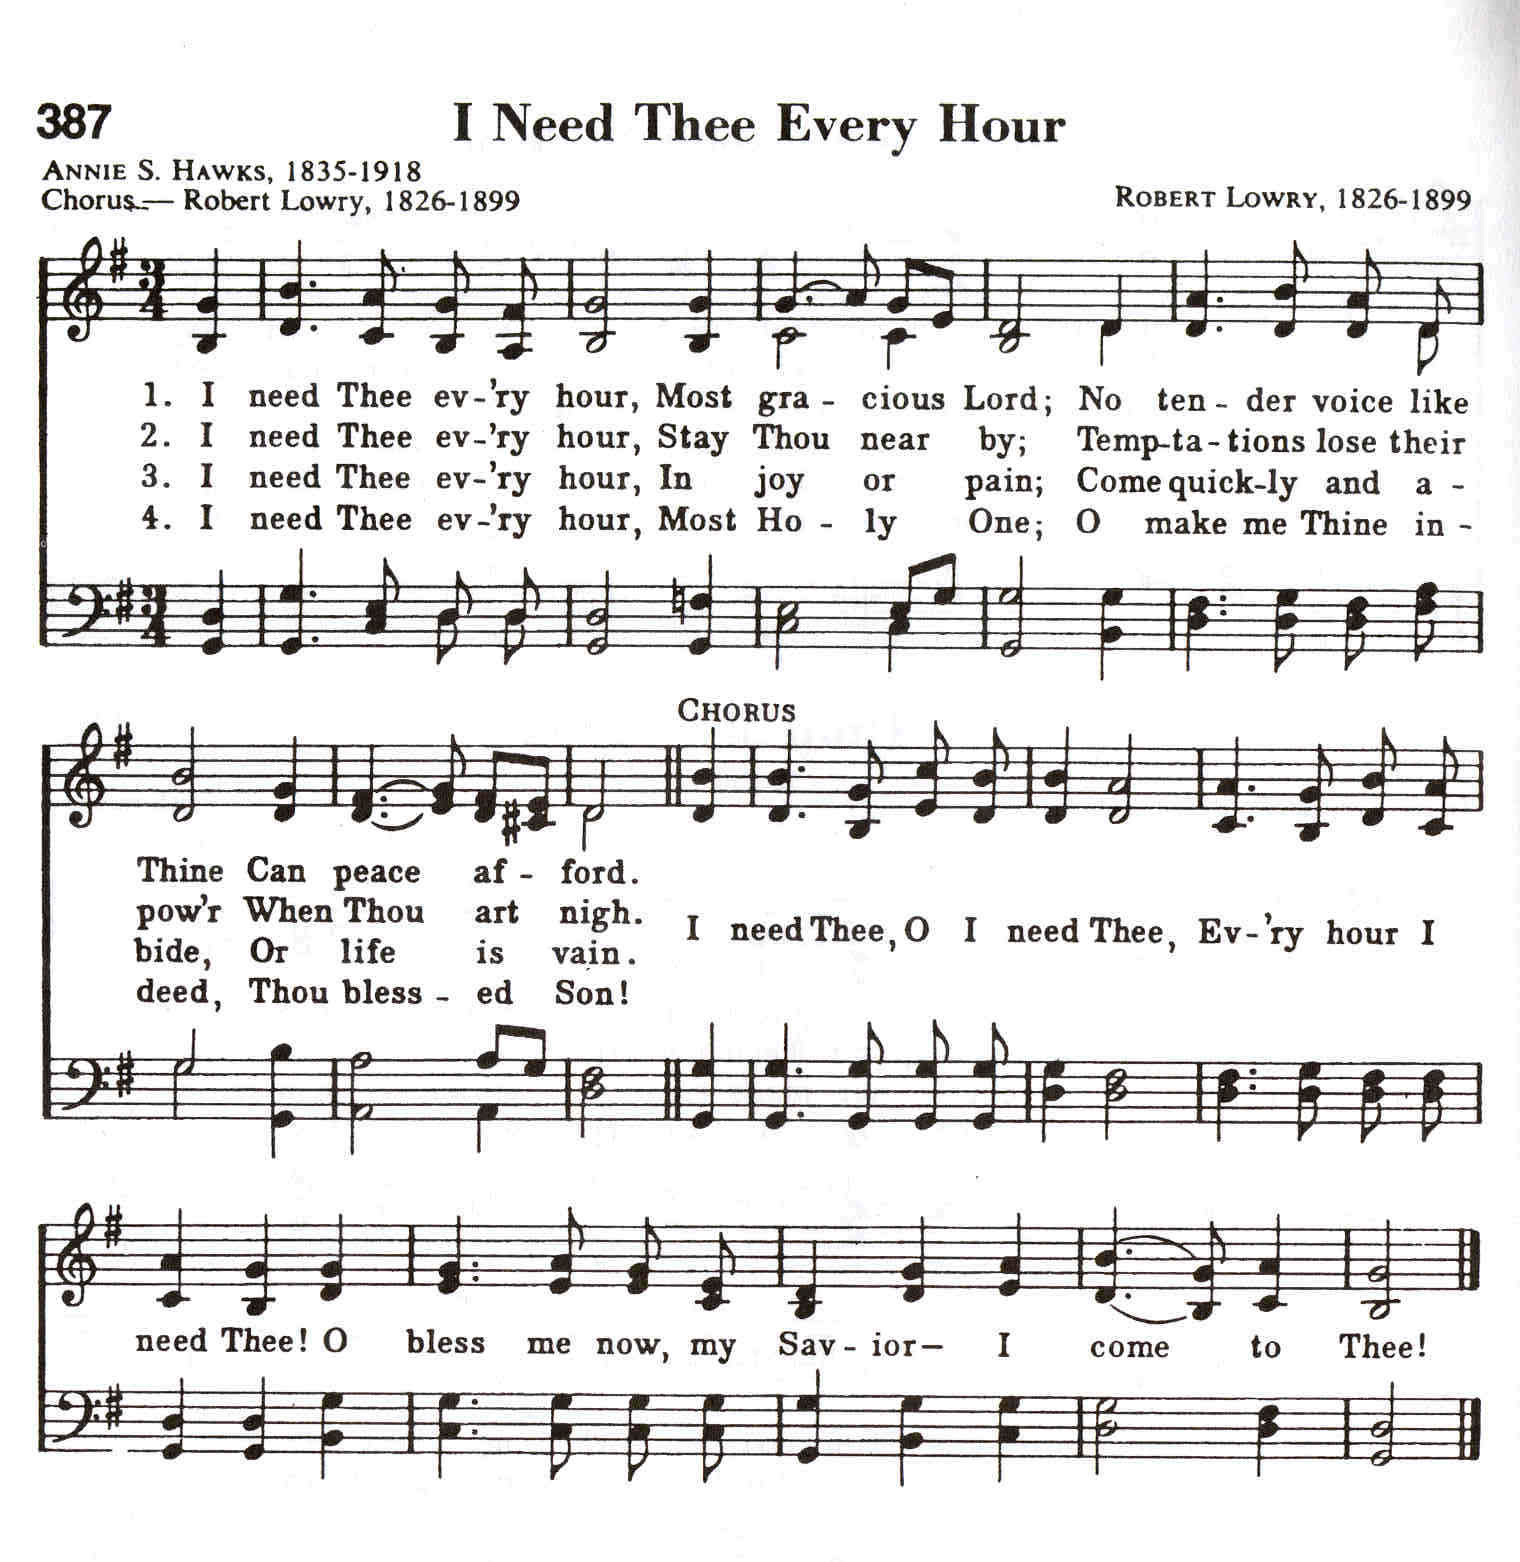 387 I Need Thee Every Hour
ANNIE S. HAWKS, 1835-1918
Chorus.— Robert Lowry, 1826-1899
ROBERT LOWRY, 1826-1899
1. I need Thee ev-'ry hour, Most gra - cious Lord; No ten - der voice like
2. I need Thee ev-'ry hour, Stay Thou near by; Temp-ta-tions lose their
3. I need Thee ev-'ry hour, In joy or pain; Come quick-ly and a -
4. I need Thee ev-'ry hour, Most Ho - ly One; O make me Thine in -
CHORUS
Thine Can peace af - ford.
pow'r When Thou art nigh.
bide, Or life is vain.
deed, Thou bless - ed Son!
I need Thee, O I need Thee, Ev-'ry hour I
need Thee! O bless me now, my Sav - ior— I come to Thee!